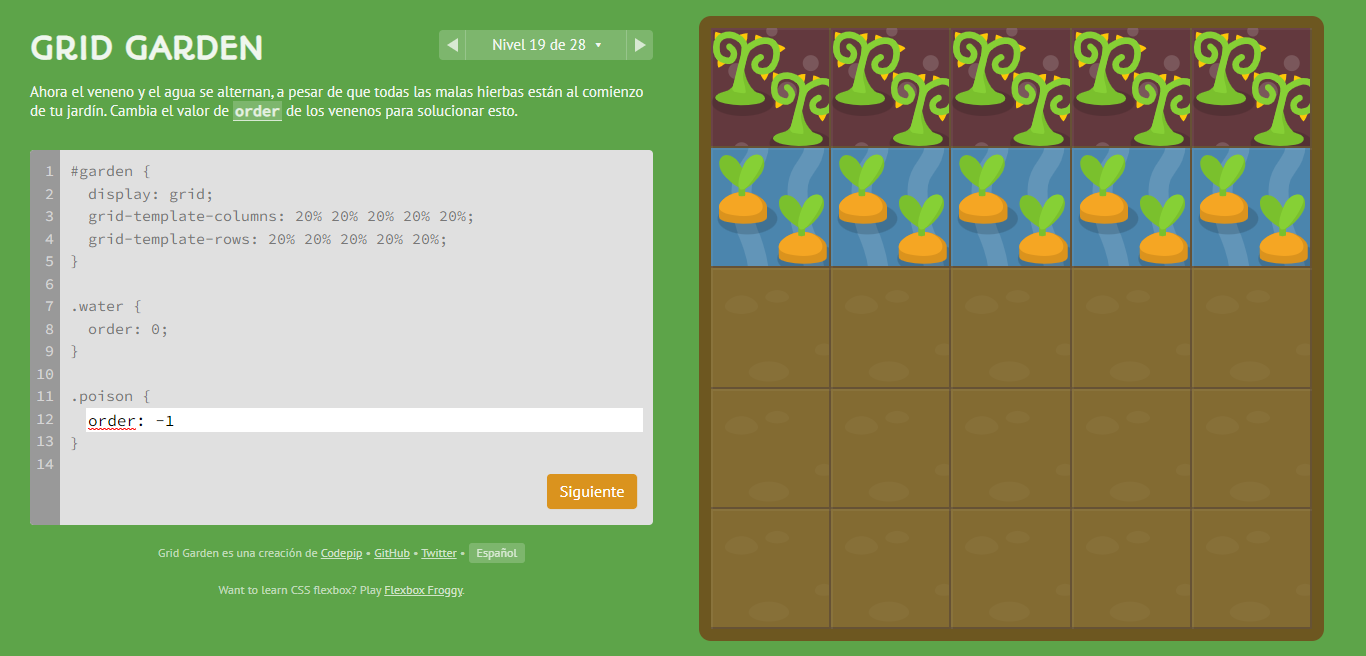 GRID GARDEN
Nivel 19 de 28
Ahora el veneno y el agua se alternan, a pesar de que todas las malas hierbas están al comienzo
de tu jardín. Cambia el valor de order de los venenos para solucionar esto.
1 #garden {
2 display: grid;
3 grid-template-columns: 20% 20% 20% 20% 20%;
4 grid-template-rows: 20% 20% 20% 20% 20%;
5 }
6
7 .water {
8 order: 0;
9 }
10
11 .poison {
12 order: -1
13 }
14
Siguiente
Grid Garden es una creación de Codepip • GitHub • Twitter • Español
Want to learn CSS flexbox? Play Flexbox Froggy.